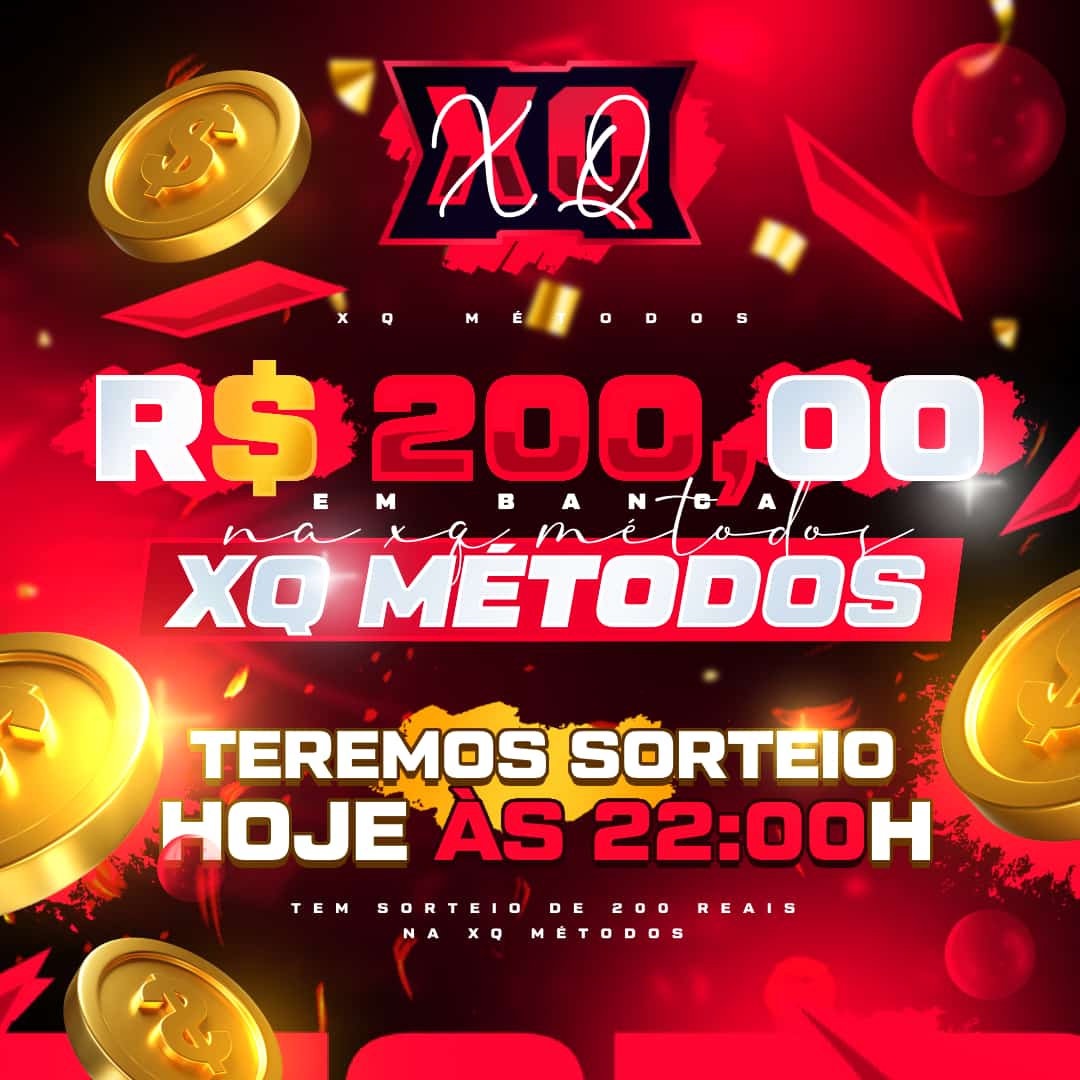 XQ
XQ
XQ MÉTODOS
R$ 200,00
EM BANCA
na xq métodos
XQ MÉTODOS
TEREMOS SORTEIO
HOJE ÀS 22:00H
TEM SORTEIO DE 200 REAIS
NA XQ MÉTODOS